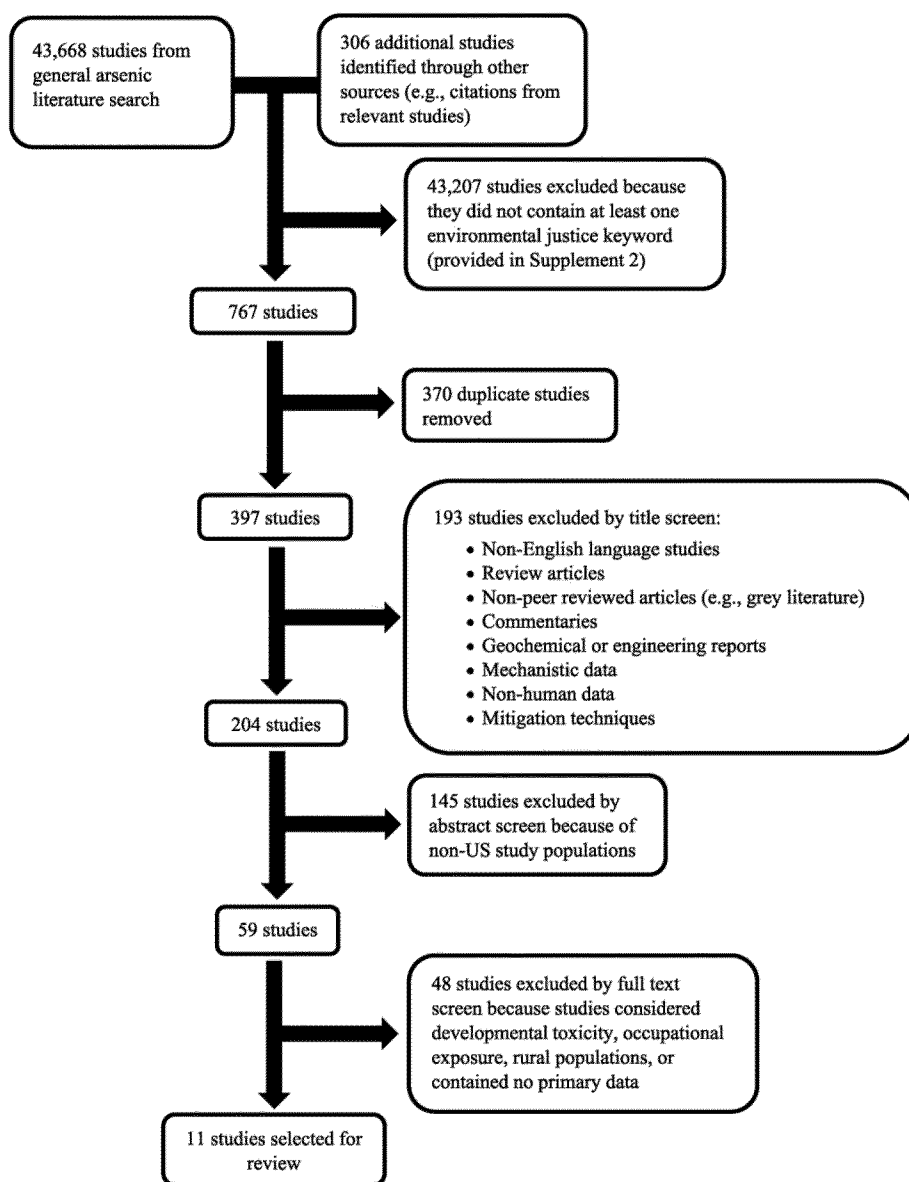 43,668 studies from
general arsenic
literature search
306 additional studies
identified through other
sources (e.g., citations from
relevant studies)
43,207 studies excluded because
they did not contain at least one
environmental justice keyword
(provided in Supplement 2)
767 studies
370 duplicate studies
removed
397 studies
193 studies excluded by title screen:
• Non-English language studies
• Review articles
• Non-peer reviewed articles (e.g., grey literature)
• Commentaries
• Geochemical or engineering reports
• Mechanistic data
• Non-human data
• Mitigation techniques
204 studies
145 studies excluded by
abstract screen because of
non-US study populations
59 studies
48 studies excluded by full text
screen because studies considered
developmental toxicity, occupational
exposure, rural populations, or
contained no primary data
11 studies selected for
review